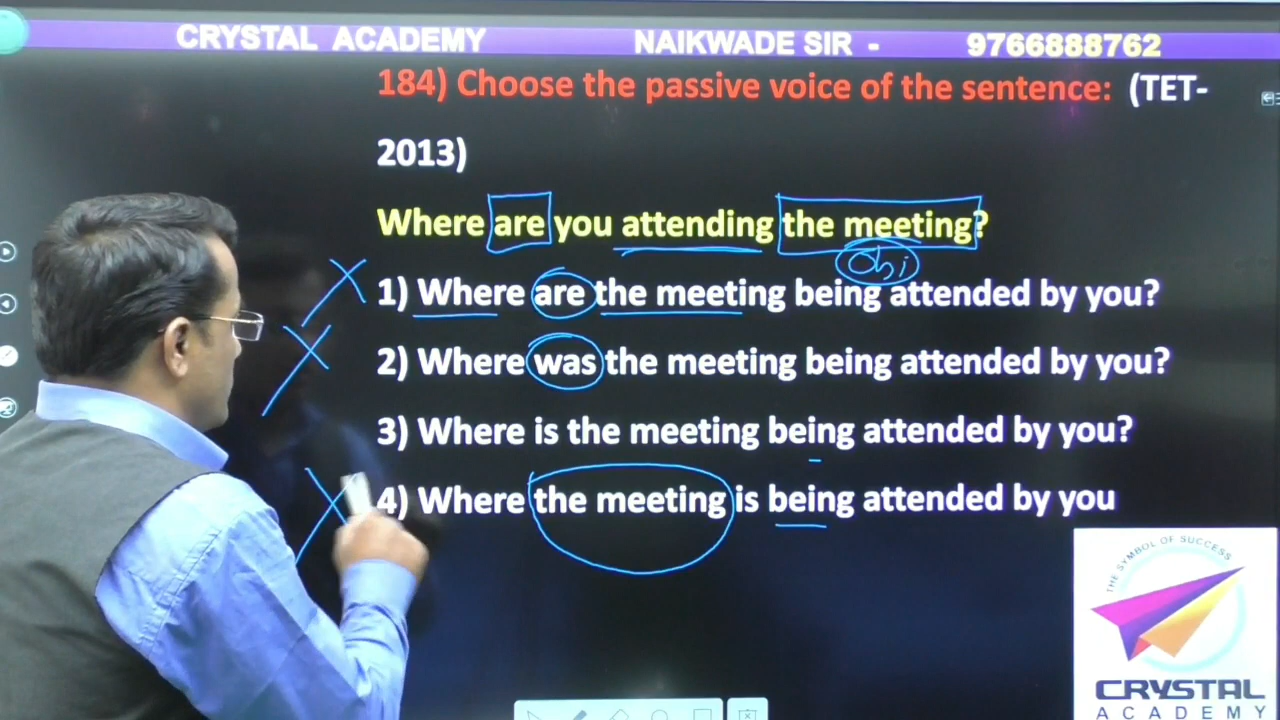 CRYSTAL ACADEMY NAIKWADE SIR - 9766888762
184) Choose the passive voice of the sentence: (TET-
2013)
Where are you attending the meeting?
Obj
1) Where are the meeting being attended by you?
2) Where was the meeting being attended by you?
3) Where is the meeting being attended by you?
4) Where the meeting is being attended by you
THE SYMBOL OF SUCCESS
CRYSTAL
ACADEMY